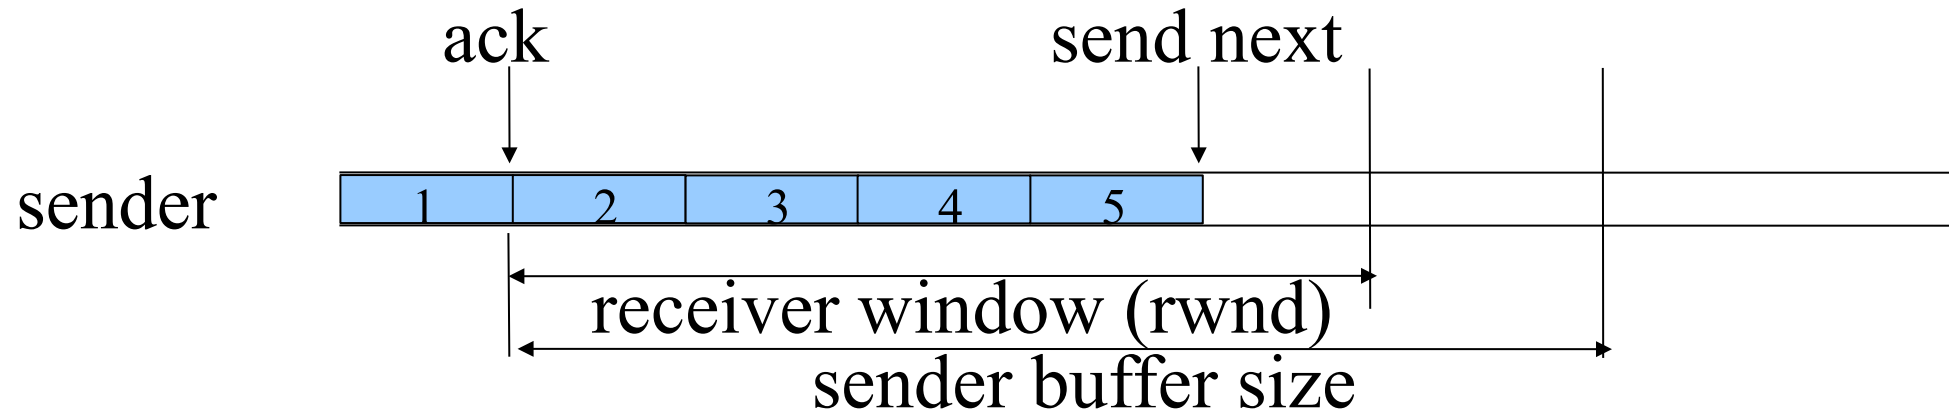 ack send next
sender 1 2 3 4 5
receiver window (rwnd)
sender buffer size